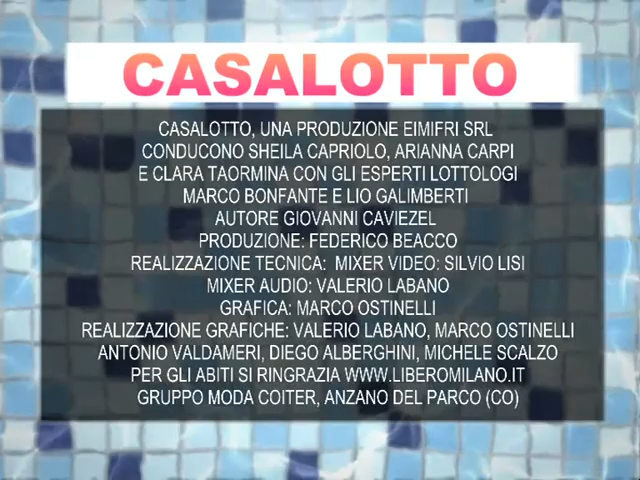 CASALOTTO
CASALOTTO, UNA PRODUZIONE EIMIFRI SRL
CONDUCONO SHEILA CAPRIOLO, ARIANNA CARPI
E CLARA TAORMINA CON GLI ESPERTI LOTTOLOGI
MARCO BONFANTE E LIO GALIMBERTI
AUTORE GIOVANNI CAVIEZEL
PRODUZIONE: FEDERICO BEACCO
REALIZZAZIONE TECNICA: MIXER VIDEO: SILVIO LISI
MIXER AUDIO: VALERIO LABANO
GRAFICA: MARCO OSTINELLI
REALIZZAZIONE GRAFICHE: VALERIO LABANO, MARCO OSTINELLI
ANTONIO VALDAMERI, DIEGO ALBERGHINI, MICHELE SCALZO
PER GLI ABITI SI RINGRAZIA WWW.LIBEROMILANO.IT
GRUPPO MODA COITER, ANZANO DEL PARCO (CO)